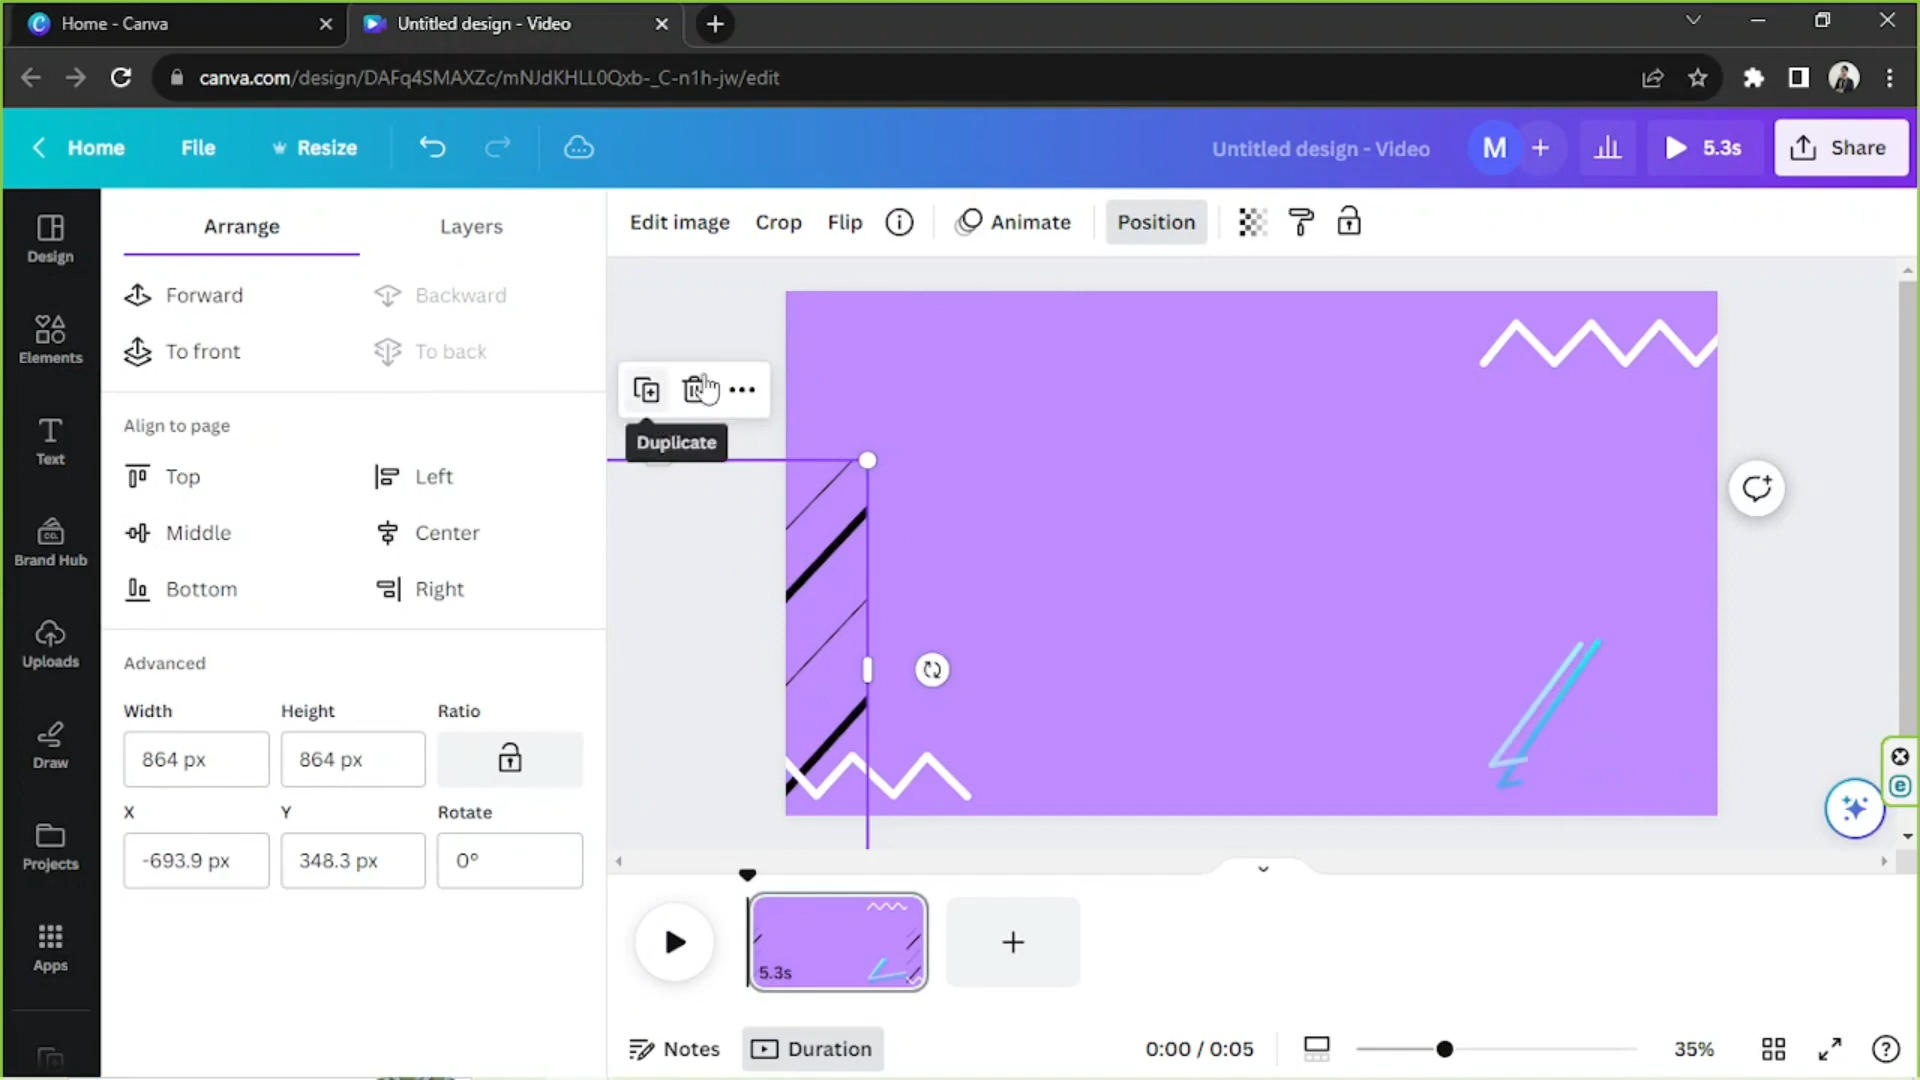 Home - Canva
Untitled design - Video
canva.com/design/DAFq4SMAXZc/mNJdKHLL0Qxb-_C-n1h-jw/edit
Home
File
Resize
Untitled design - Video
M
5.3s
Share
Design
Elements
Text
Brand Hub
Uploads
Draw
Projects
Apps
Arrange
Layers
Forward
Backward
To front
To back
Align to page
Top
Left
Middle
Center
Bottom
Right
Advanced
Width
Height
Ratio
864 px
864 px
X
Y
Rotate
-693.9 px
348.3 px
0°
Edit image
Crop
Flip
Animate
Position
Duplicate
5.3s
Notes
Duration
0:00 / 0:05
35%